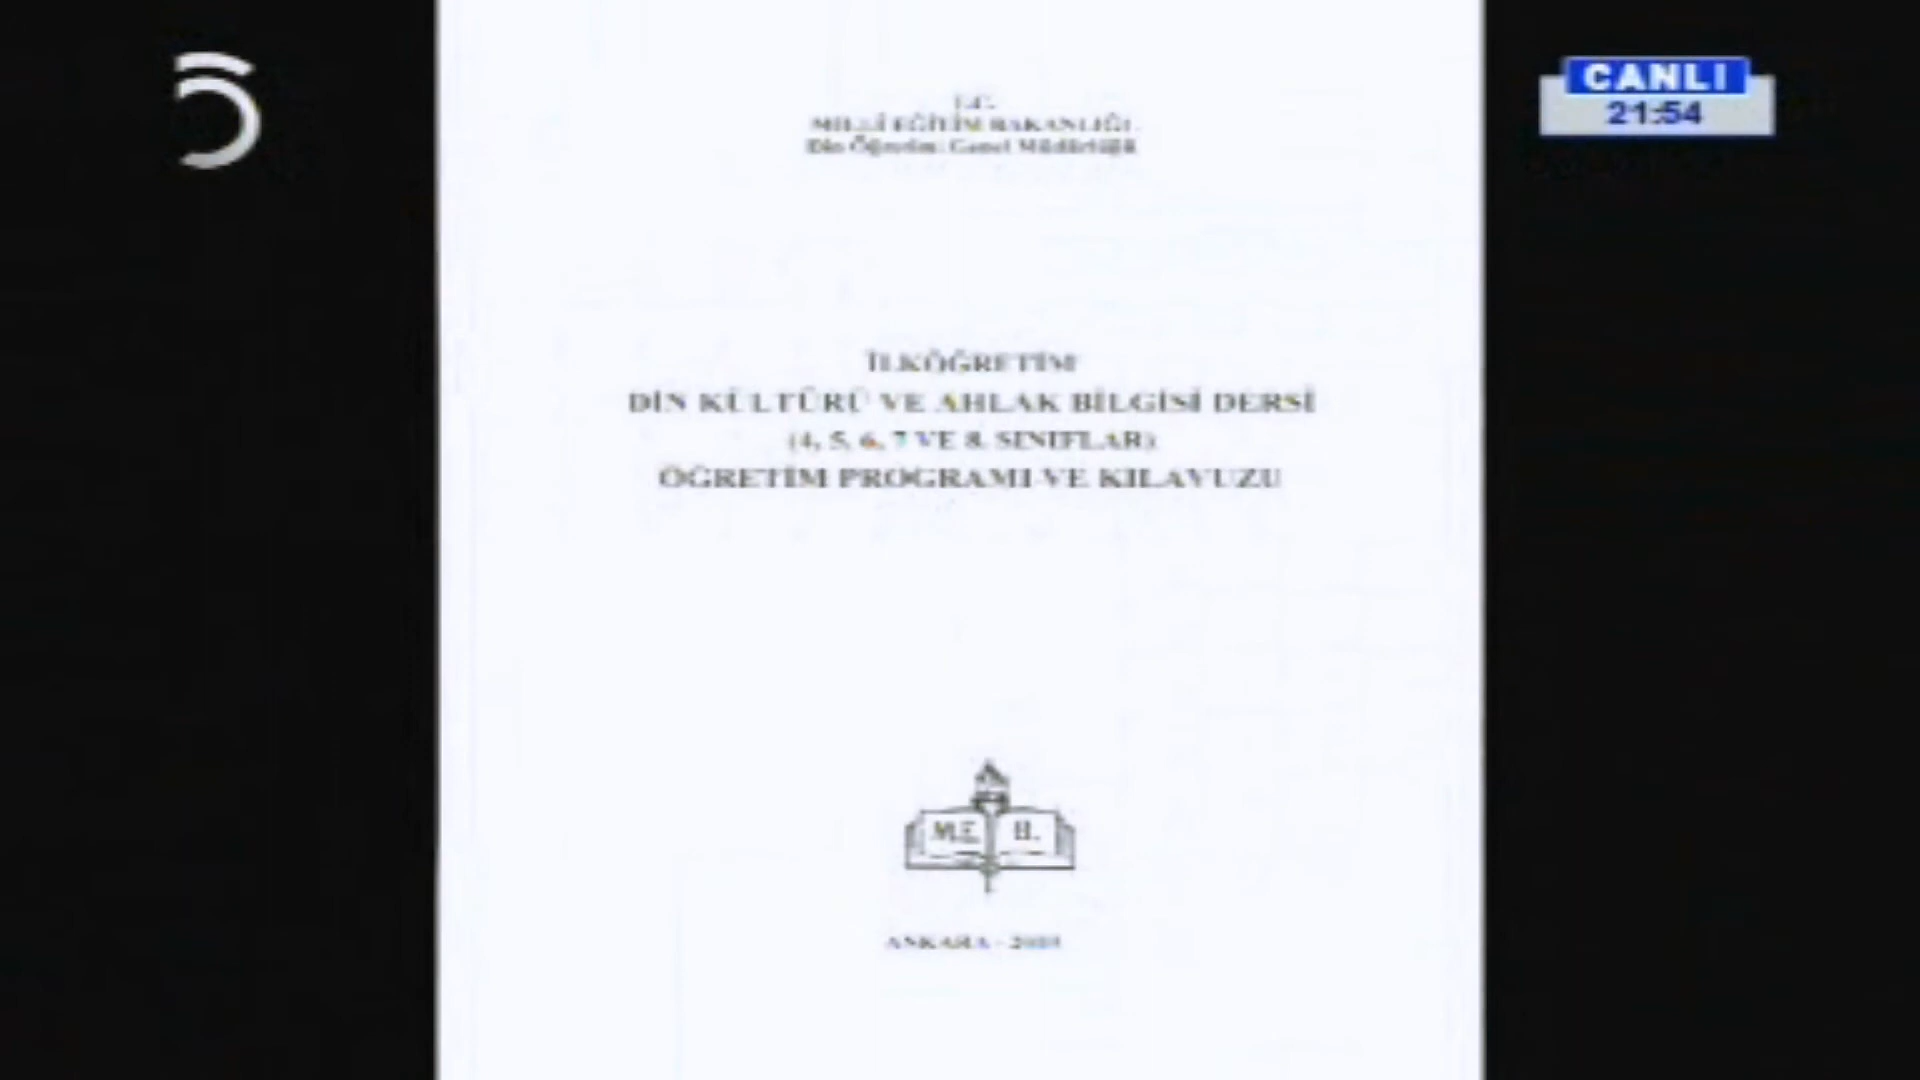 CANLI
21:54
T.C.
MİLLÎ EĞİTİM BAKANLIĞI
Din Öğretimi Genel Müdürlüğü
İLKÖĞRETİM
DİN KÜLTÜRÜ VE AHLAK BİLGİSİ DERSİ
(4, 5, 6, 7 VE 8. SINIFLAR)
ÖĞRETİM PROGRAMI VE KILAVUZU
M.E. B.
ANKARA -